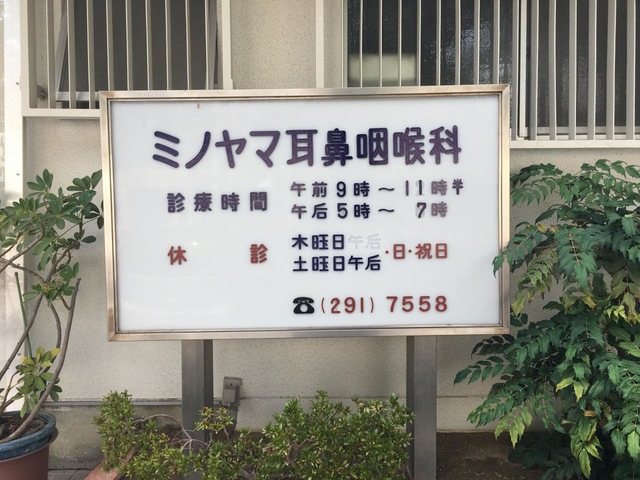 ミノヤマ耳鼻咽喉科
診療時間 午前9時～11時半
午后5時～7時
休診 木旺日午后・日・祝日
土旺日午后
☎(291)7558